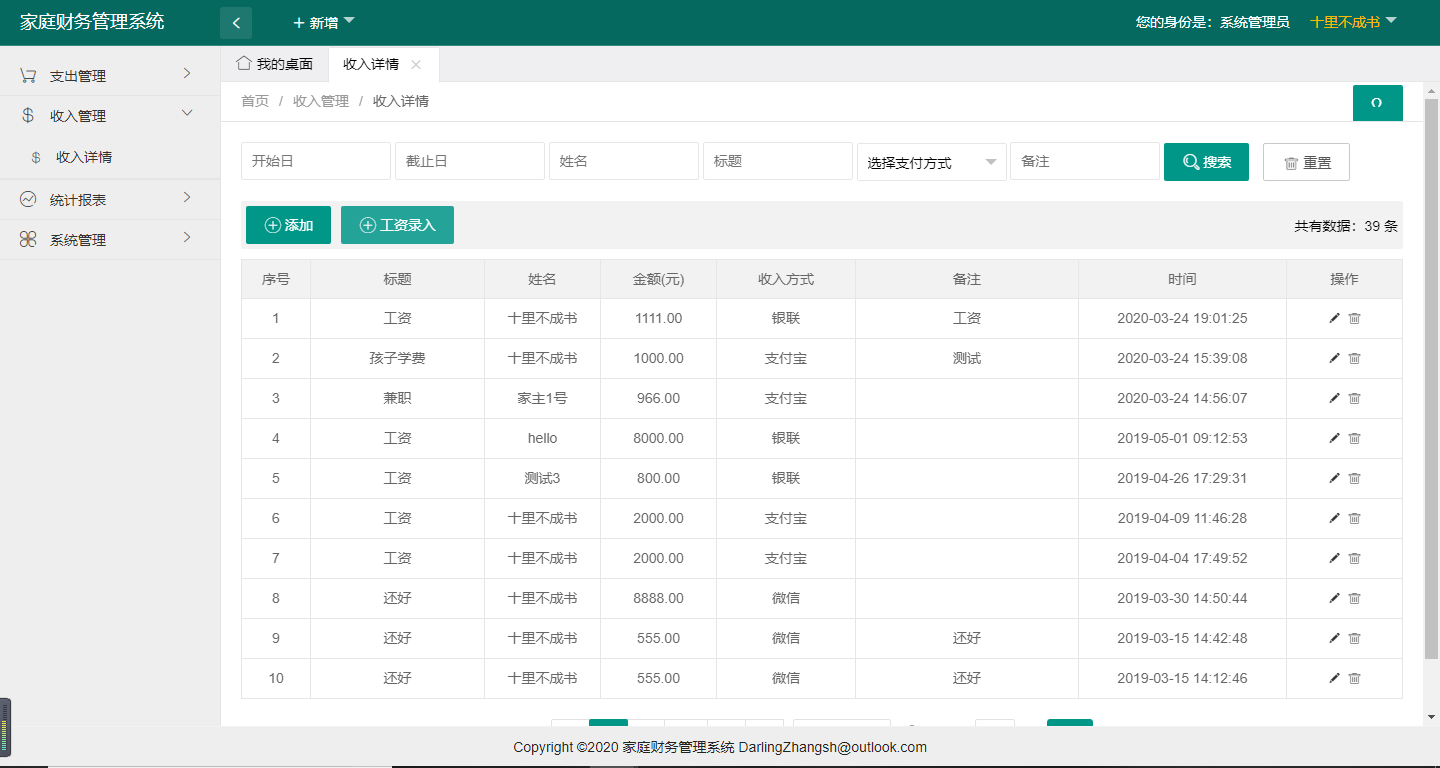 家庭财务管理系统
新增
您的身份是：系统管理员 十里不成书
支出管理
收入管理
收入详情
统计报表
系统管理
我的桌面 收入详情
首页 / 收入管理 / 收入详情
开始日 截止日 姓名 标题 选择支付方式 备注 搜索 重置
添加 工资录入 共有数据：39 条
序号 标题 姓名 金额(元) 收入方式 备注 时间 操作
1 工资 十里不成书 1111.00 银联 工资 2020-03-24 19:01:25
2 孩子学费 十里不成书 1000.00 支付宝 测试 2020-03-24 15:39:08
3 兼职 家主1号 966.00 支付宝 2020-03-24 14:56:07
4 工资 hello 8000.00 银联 2019-05-01 09:12:53
5 工资 测试3 800.00 银联 2019-04-26 17:29:31
6 工资 十里不成书 2000.00 支付宝 2019-04-09 11:46:28
7 工资 十里不成书 2000.00 支付宝 2019-04-04 17:49:52
8 还好 十里不成书 8888.00 微信 2019-03-30 14:50:44
9 还好 十里不成书 555.00 微信 还好 2019-03-15 14:42:48
10 还好 十里不成书 555.00 微信 还好 2019-03-15 14:12:46
Copyright ©2020 家庭财务管理系统 DarlingZhangsh@outlook.com